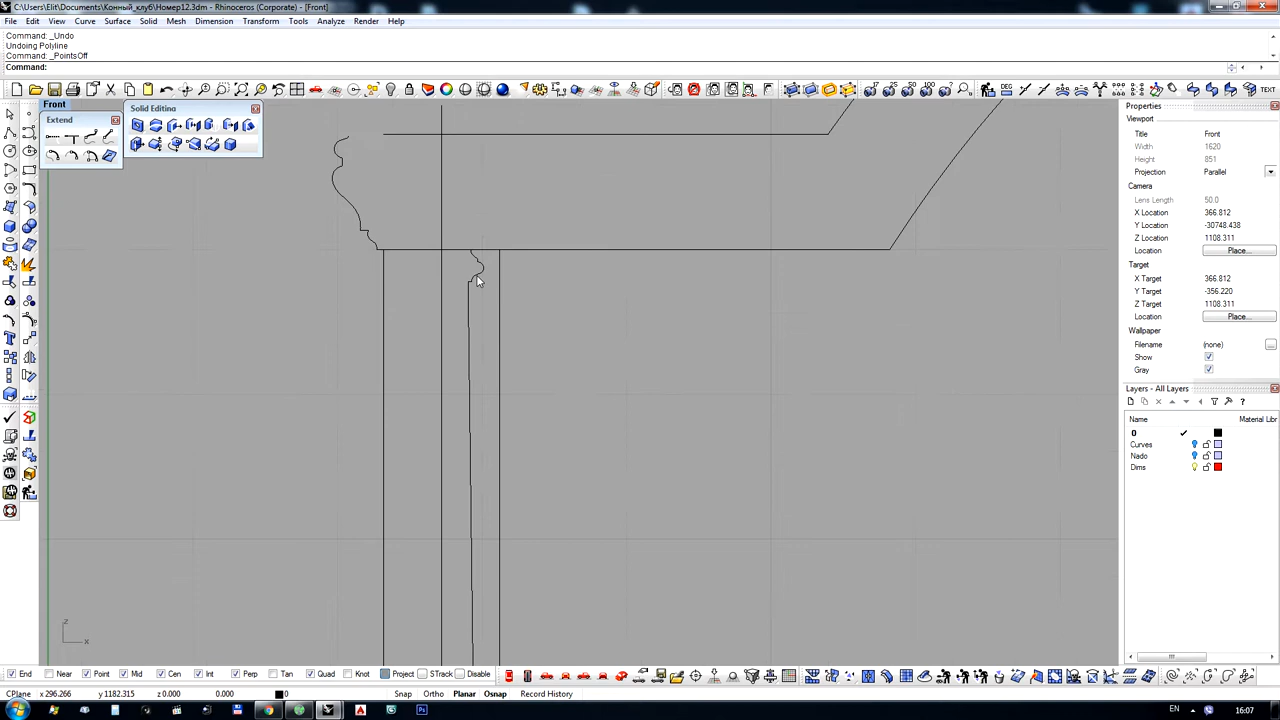 C:\Users\Elit\Documents\Конный_клуб\Номер12.3dm - Rhinoceros (Corporate) - [Front]
File Edit View Curve Surface Solid Mesh Dimension Transform Tools Analyze Render Help
Command: _Undo
Undoing Polyline
Command: _PointsOff
Command:
TEXT
Front
Extend
Solid Editing
Properties
Viewport
Title Front
Width 1620
Height 851
Projection Parallel
Camera
Lens Length 50.0
X Location 366.812
Y Location -30748.438
Z Location 1108.311
Location Place...
Target
X Target 366.812
Y Target -356.220
Z Target 1108.311
Location Place...
Wallpaper
Filename (none)
Show
Gray
Layers - All Layers
Name Material Libr
0
Curves
Nado
Dims
z
x
End Near Point Mid Cen Int Perp Tan Quad Knot Project STrack Disable
CPlane x 296.266 y 1182.315 z 0.000 0.000 0 Snap Ortho Planar Osnap Record History
EN 16:07